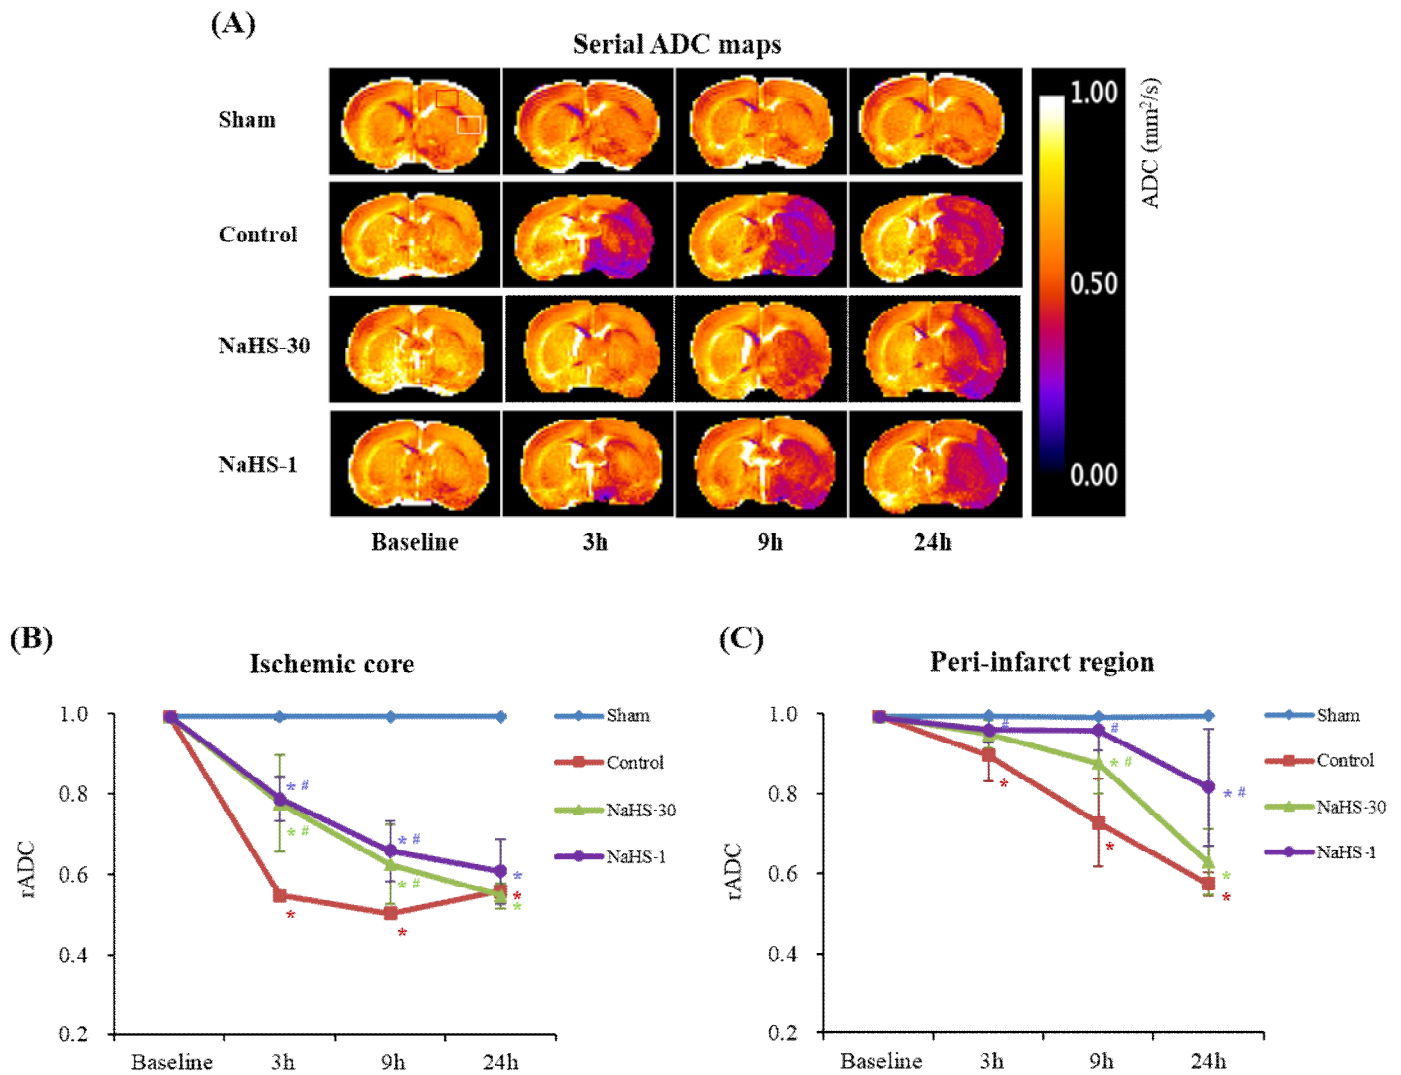 (A)
Serial ADC maps
Sham
Control
NaHS-30
NaHS-1
Baseline 3h 9h 24h
1.00
0.50
0.00
ADC (mm²/s)
(B)
Ischemic core
rADC
1.0
0.8
0.6
0.4
0.2
* #
* #
* #
* #
*
*
*
*
*
Baseline 3h 9h 24h
Sham
Control
NaHS-30
NaHS-1
(C)
Peri-infarct region
rADC
1.0
0.8
0.6
0.4
0.2
#
#
* #
* #
*
*
*
*
Baseline 3h 9h 24h
Sham
Control
NaHS-30
NaHS-1